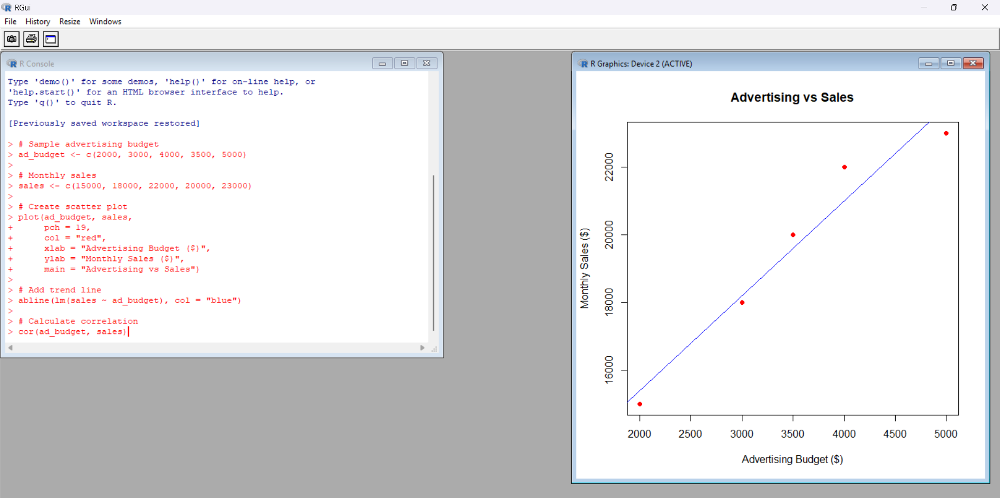 RGui
File History Resize Windows
R Console
Type 'demo()' for some demos, 'help()' for on-line help, or
'help.start()' for an HTML browser interface to help.
Type 'q()' to quit R.
[Previously saved workspace restored]
> # Sample advertising budget
> ad_budget <- c(2000, 3000, 4000, 3500, 5000)
>
> # Monthly sales
> sales <- c(15000, 18000, 22000, 20000, 23000)
>
> # Create scatter plot
> plot(ad_budget, sales,
+      pch = 19,
+      col = "red",
+      xlab = "Advertising Budget ($)",
+      ylab = "Monthly Sales ($)",
+      main = "Advertising vs Sales")
>
> # Add trend line
> abline(lm(sales ~ ad_budget), col = "blue")
>
> # Calculate correlation
> cor(ad_budget, sales)
R Graphics: Device 2 (ACTIVE)
Advertising vs Sales
Monthly Sales ($)
22000
20000
18000
16000
2000 2500 3000 3500 4000 4500 5000
Advertising Budget ($)